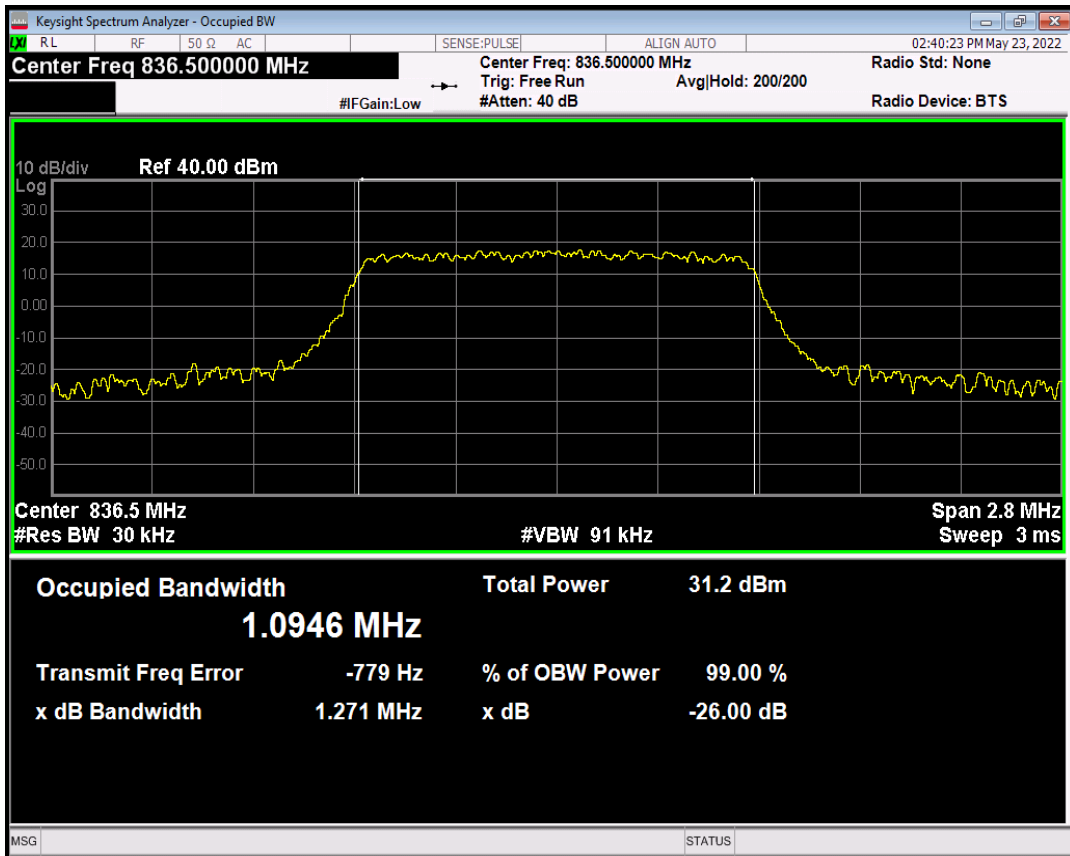 Keysight Spectrum Analyzer - Occupied BW
LXI RL RF 50 Ω AC SENSE:PULSE ALIGN AUTO 02:40:23 PM May 23, 2022
Center Freq 836.500000 MHz Center Freq: 836.500000 MHz Radio Std: None
Trig: Free Run Avg|Hold: 200/200
#IFGain:Low #Atten: 40 dB Radio Device: BTS
10 dB/div Ref 40.00 dBm
Log
30.0
20.0
10.0
0.00
-10.0
-20.0
-30.0
-40.0
-50.0
Center 836.5 MHz Span 2.8 MHz
#Res BW 30 kHz #VBW 91 kHz Sweep 3 ms
Occupied Bandwidth Total Power 31.2 dBm
1.0946 MHz
Transmit Freq Error -779 Hz % of OBW Power 99.00 %
x dB Bandwidth 1.271 MHz x dB -26.00 dB
MSG STATUS